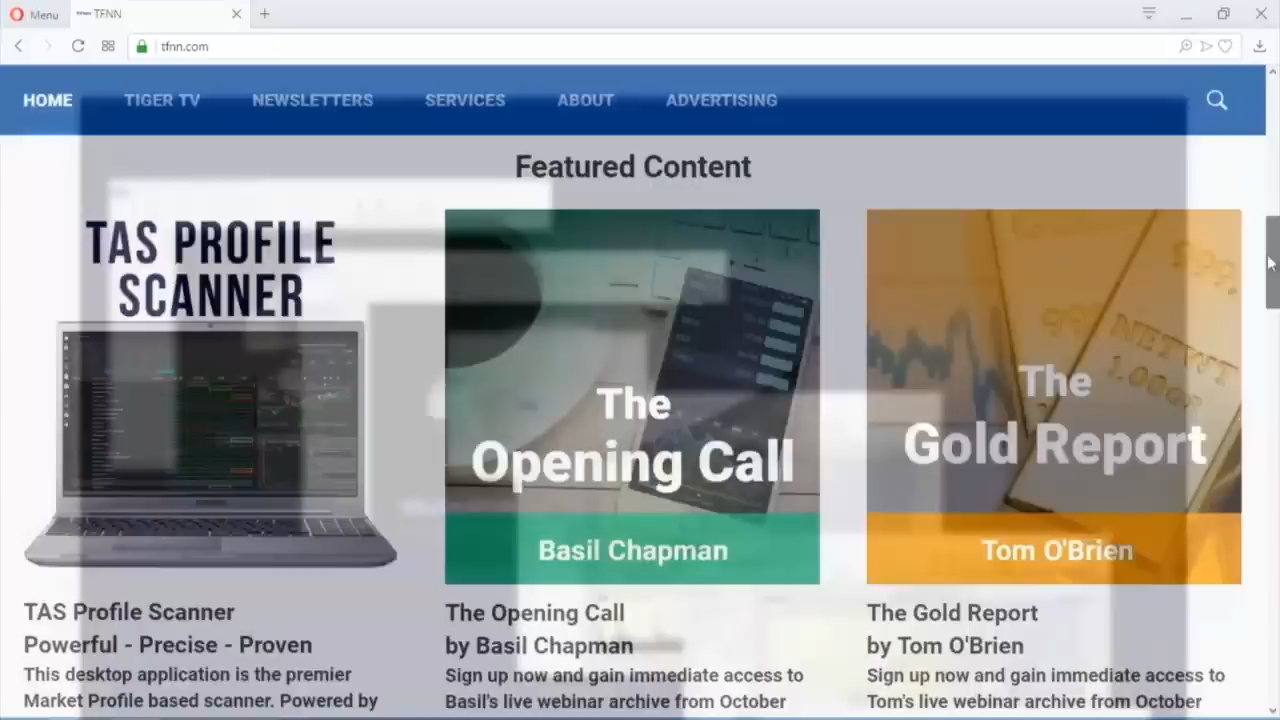 Menu
TFNN
tfnn.com
HOME
TIGER TV
NEWSLETTERS
SERVICES
ABOUT
ADVERTISING
Featured Content
TAS PROFILE
SCANNER
The
Opening Call
Basil Chapman
The
Gold Report
Tom O'Brien
TAS Profile Scanner
Powerful - Precise - Proven
This desktop application is the premier
Market Profile based scanner. Powered by
The Opening Call
by Basil Chapman
Sign up now and gain immediate access to
Basil's live webinar archive from October
The Gold Report
by Tom O'Brien
Sign up now and gain immediate access to
Tom's live webinar archive from October